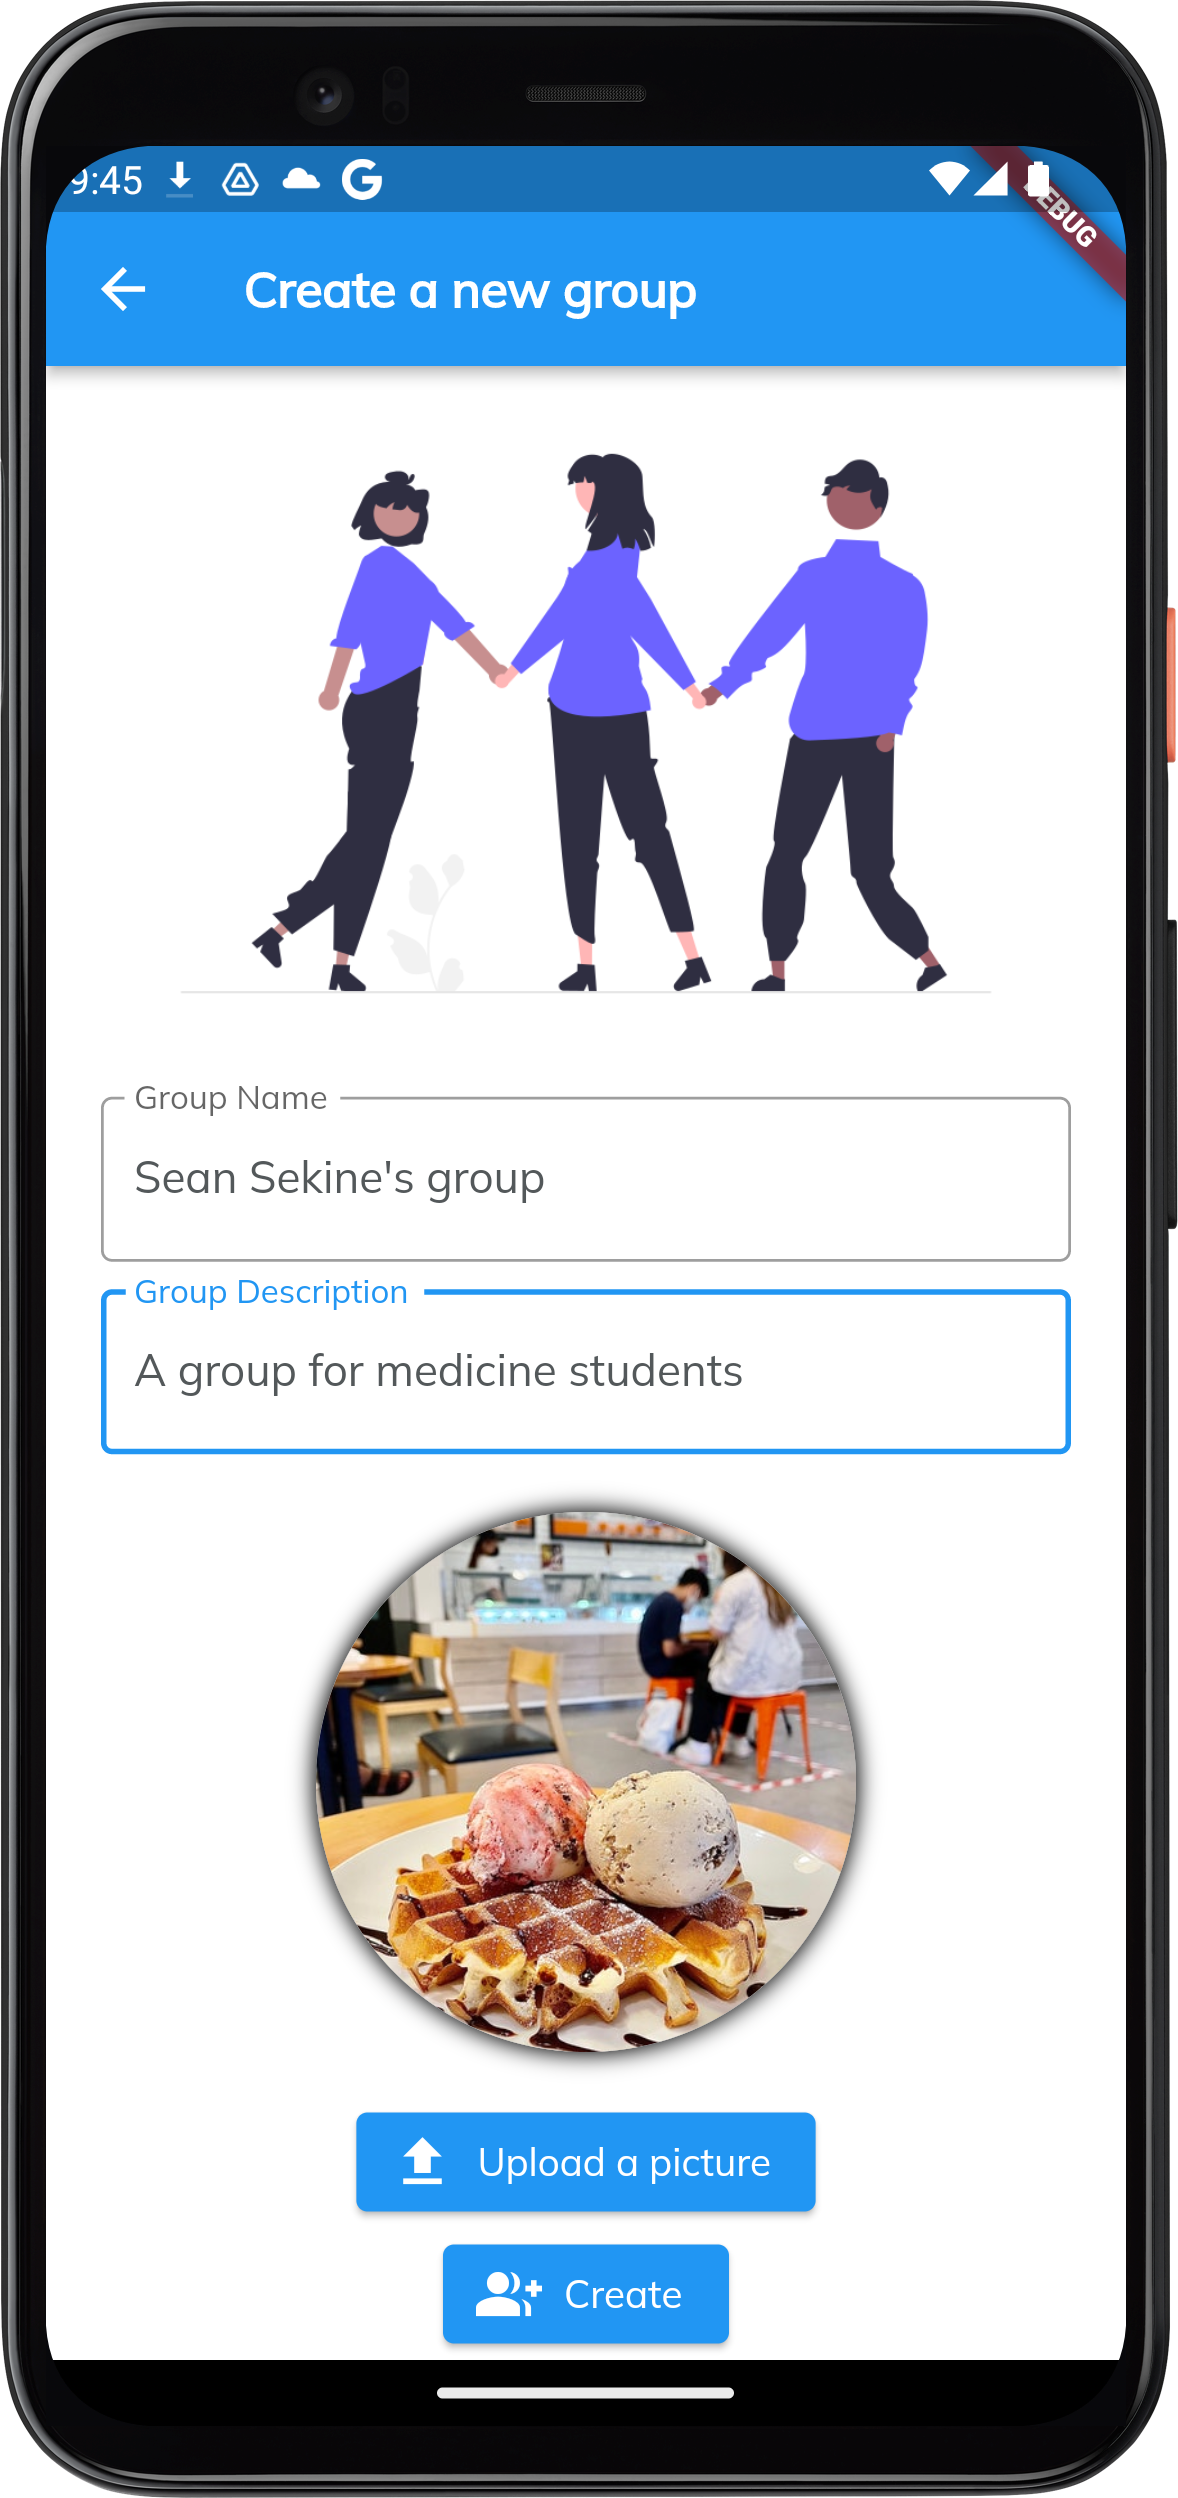 9:45
DEBUG
Create a new group
Group Name
Sean Sekine's group
Group Description
A group for medicine students
Upload a picture
Create